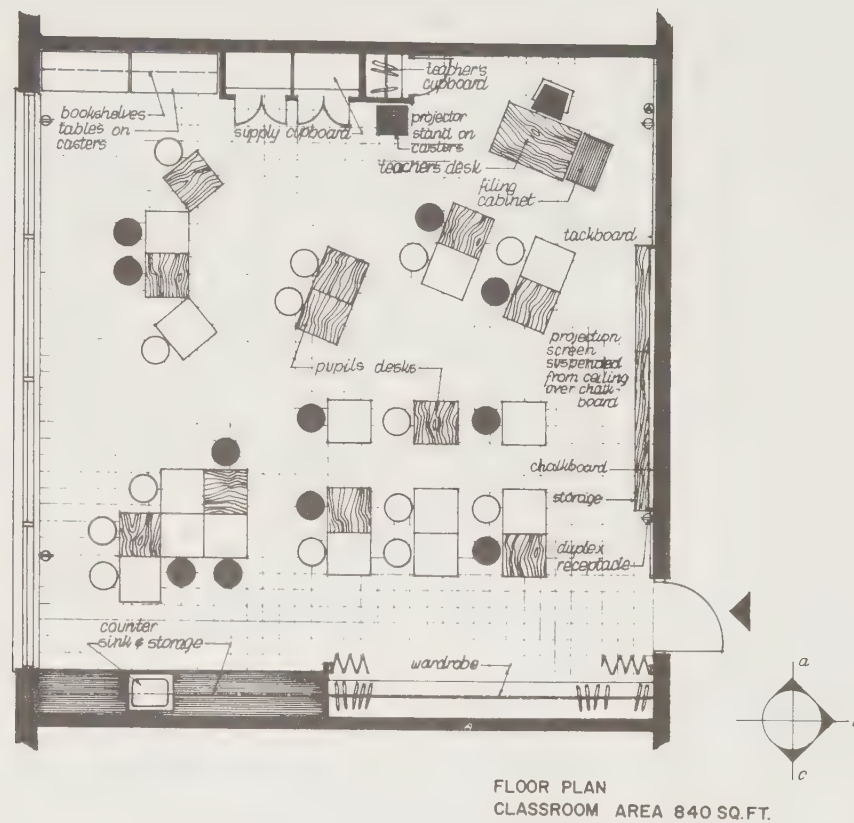 teacher's
cupboard
bookshelves
tables on
casters
supply cupboard
projector
stand on
casters
teachers desk
filing
cabinet
tackboard
projection
screen
suspended
from ceiling
over chalk-
board
pupils desks
chalkboard
storage
duplex
receptacle
counter
sink & storage
wardrobe
a
c
FLOOR PLAN
CLASSROOM AREA 840 SQ.FT.